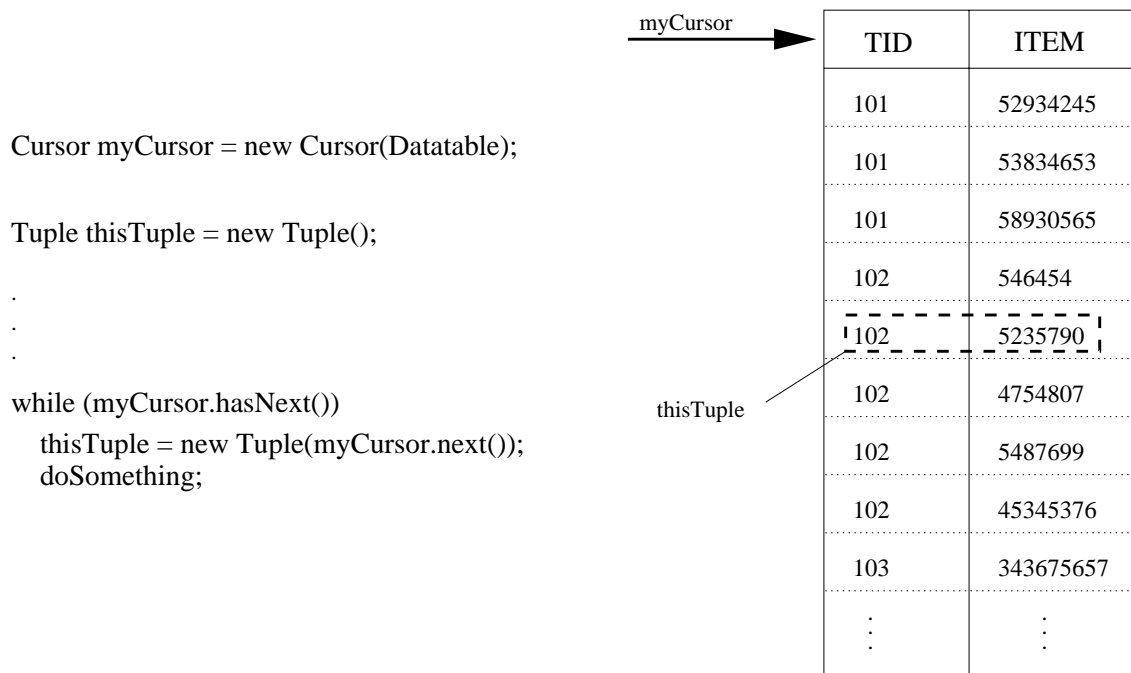 myCursor
TID ITEM
101 52934245
101 53834653
101 58930565
102 546454
102 5235790
102 4754807
102 5487699
102 45345376
103 343675657
. .
. .
. .
thisTuple
Cursor myCursor = new Cursor(Datatable);
Tuple thisTuple = new Tuple();
.
.
.
while (myCursor.hasNext())
thisTuple = new Tuple(myCursor.next());
doSomething;